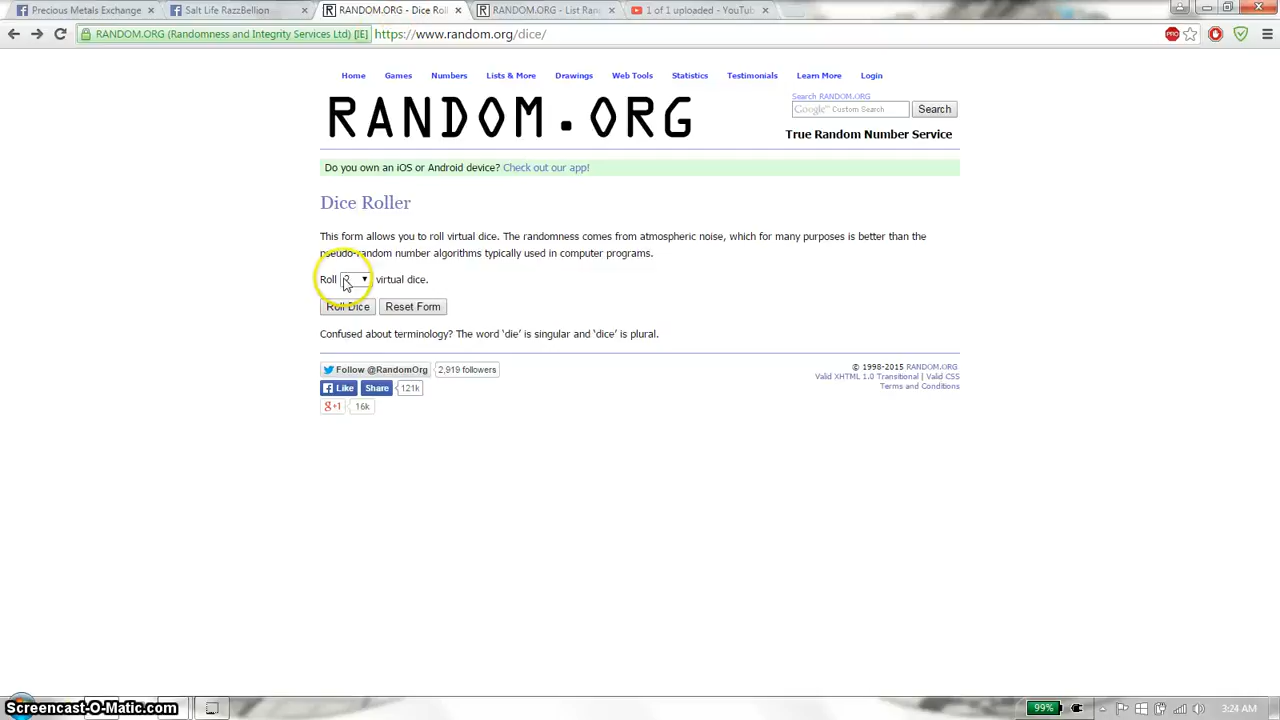 Precious Metals Exchange ×
Salt Life RazzBellion ×
RANDOM.ORG - Dice Roll ×
RANDOM.ORG - List Ran ×
1 of 1 uploaded - YouTub ×
RANDOM.ORG (Randomness and Integrity Services Ltd) [IE] https://www.random.org/dice/
PRO
Home Games Numbers Lists & More Drawings Web Tools Statistics Testimonials Learn More Login
RANDOM.ORG
Search RANDOM.ORG
Google™ Custom Search Search
True Random Number Service
Do you own an iOS or Android device? Check out our app!
Dice Roller
This form allows you to roll virtual dice. The randomness comes from atmospheric noise, which for many purposes is better than the
pseudo-random number algorithms typically used in computer programs.
Roll virtual dice.
Roll Dice Reset Form
Confused about terminology? The word ‘die’ is singular and ‘dice’ is plural.
Follow @RandomOrg 2,919 followers
Like Share 121k
g+1 16k
© 1998-2015 RANDOM.ORG
Valid XHTML 1.0 Transitional | Valid CSS
Terms and Conditions
Screencast-O-Matic.com
99% 3:24 AM